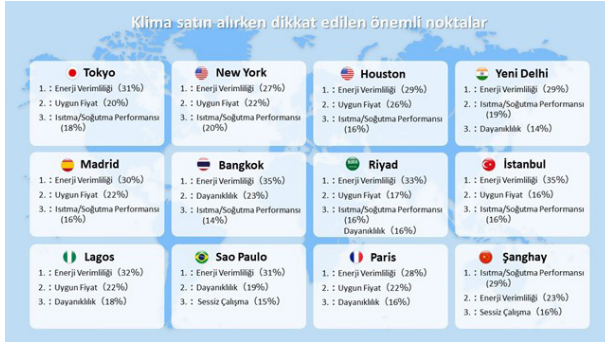 Klima satın alırken dikkat edilen önemli noktalar
Tokyo
1. : Enerji Verimliliği (31%)
2. : Uygun Fiyat (20%)
3. : Isıtma/Soğutma Performansı
(18%)
New York
1. : Enerji Verimliliği (27%)
2. : Uygun Fiyat (22%)
3. : Isıtma/Soğutma Performansı
(20%)
Houston
1. : Enerji Verimliliği (29%)
2. : Uygun Fiyat (26%)
3. : Isıtma/Soğutma Performansı
(16%)
Yeni Delhi
1. : Enerji Verimliliği (29%)
2. : Isıtma/Soğutma Performansı
(19%)
3. : Dayanıklılık (14%)
Madrid
1. : Enerji Verimliliği (30%)
2. : Uygun Fiyat (22%)
3. : Isıtma/Soğutma Performansı
(16%)
Bangkok
1. : Enerji Verimliliği (35%)
2. : Dayanıklılık (23%)
3. : Isıtma/Soğutma Performansı
(14%)
Riyad
1. : Enerji Verimliliği (33%)
2. : Uygun Fiyat (17%)
3. : Isıtma/Soğutma Performansı
(16%)
Dayanıklılık (16%)
İstanbul
1. : Enerji Verimliliği (35%)
2. : Uygun Fiyat (16%)
3. : Isıtma/Soğutma Performansı
(16%)
Lagos
1. : Enerji Verimliliği (32%)
2. : Uygun Fiyat (22%)
3. : Dayanıklılık (18%)
Sao Paulo
1. : Enerji Verimliliği (31%)
2. : Dayanıklılık (19%)
3. : Sessiz Çalışma (15%)
Paris
1. : Enerji Verimliliği (28%)
2. : Uygun Fiyat (22%)
3. : Dayanıklılık (16%)
Şanghay
1. : Isıtma/Soğutma Performansı
(29%)
2. : Enerji Verimliliği (23%)
3. : Sessiz Çalışma (16%)